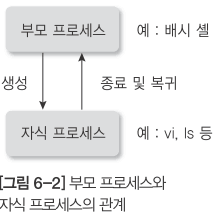 부모 프로세스 예 : 배시 셸
생성 종료 및 복귀
자식 프로세스 예 : vi, ls 등
[그림 6-2] 부모 프로세스와
자식 프로세스의 관계